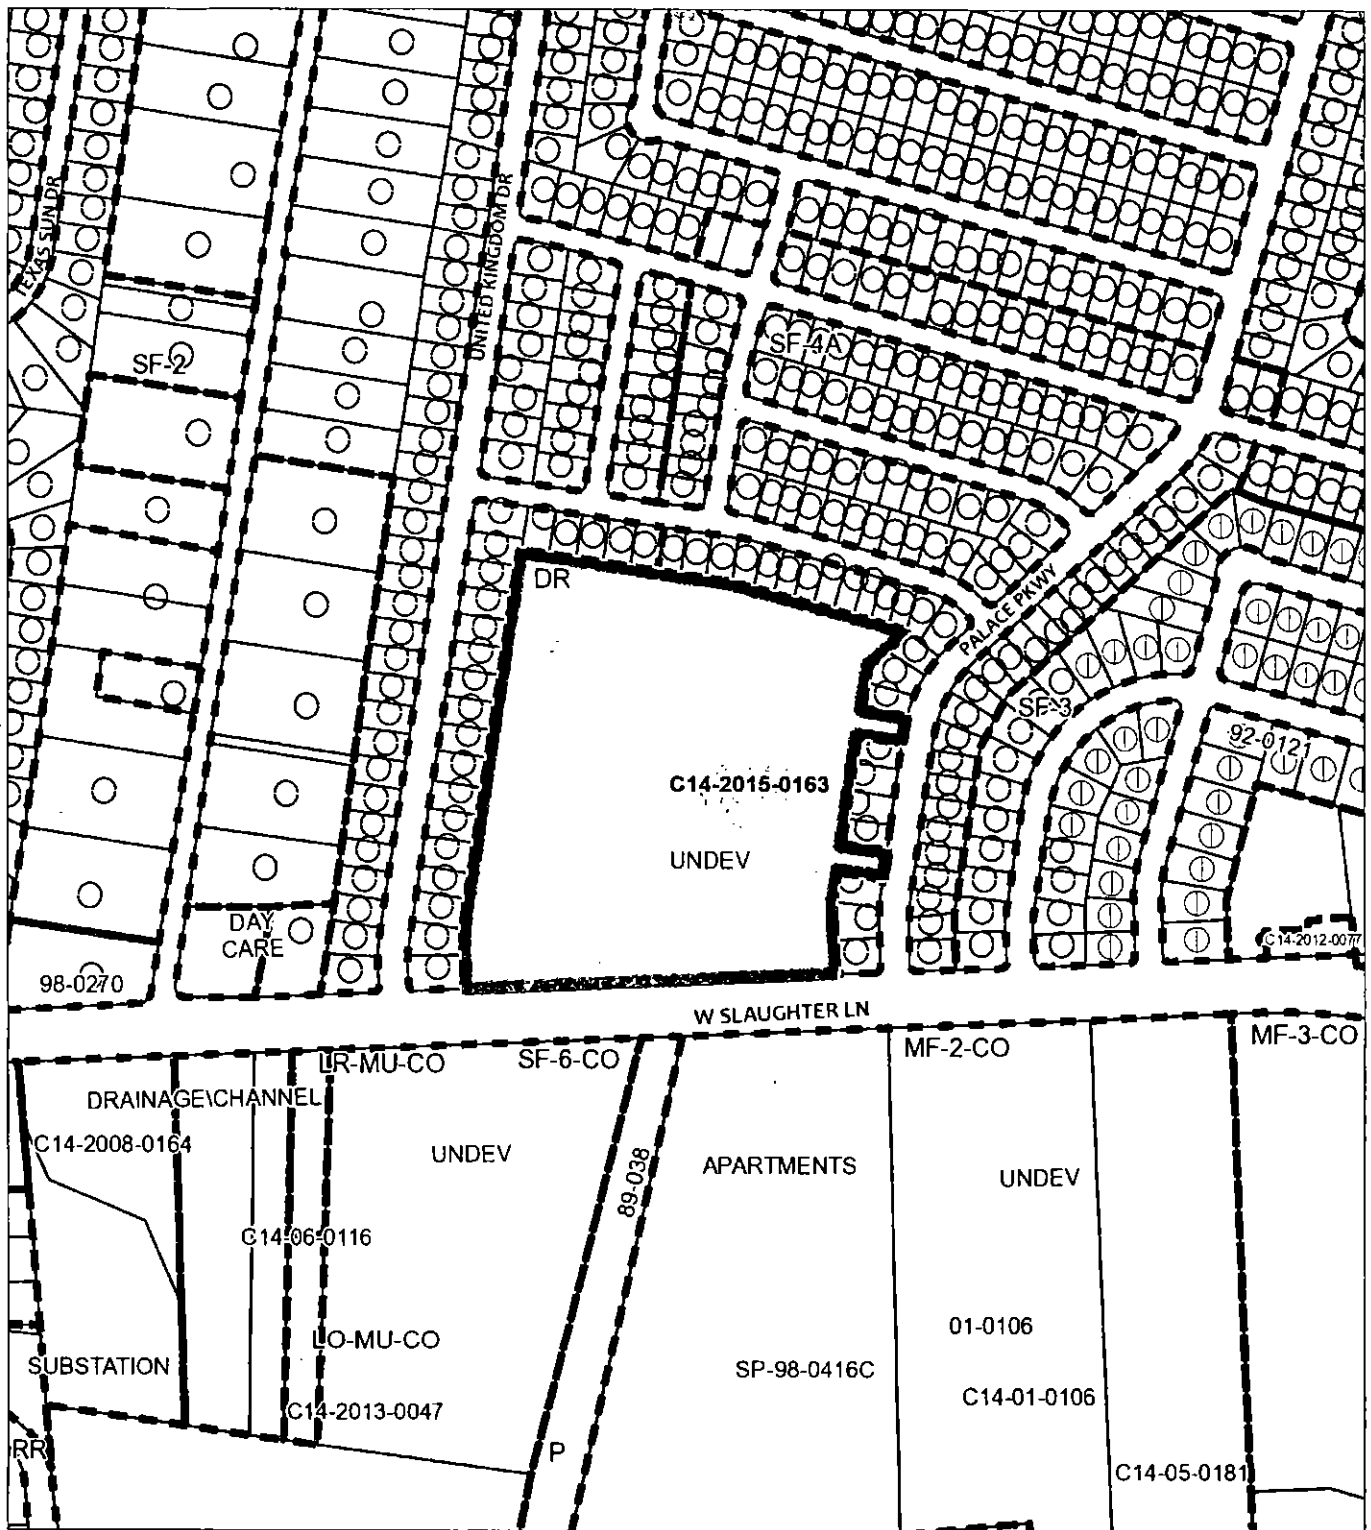 SF-2
TEXAS SUN DR
UNITED KINGDOM DR
SF-2
SF-4A
DR
PALACE PKWY
SF-3
92-0121
C14-2015-0163
UNDEV
DAY
CARE
C14-2012-0077
98-0270
W SLAUGHTER LN
LR-MU-CO
SF-6-CO
MF-2-CO
MF-3-CO
DRAINAGE\CHANNEL
C14-2008-0164
UNDEV
89-038
APARTMENTS
UNDEV
C14-06-0116
01-0106
LO-MU-CO
SUBSTATION
SP-98-0416C
C14-01-0106
C14-2013-0047
RR
P
C14-05-0181